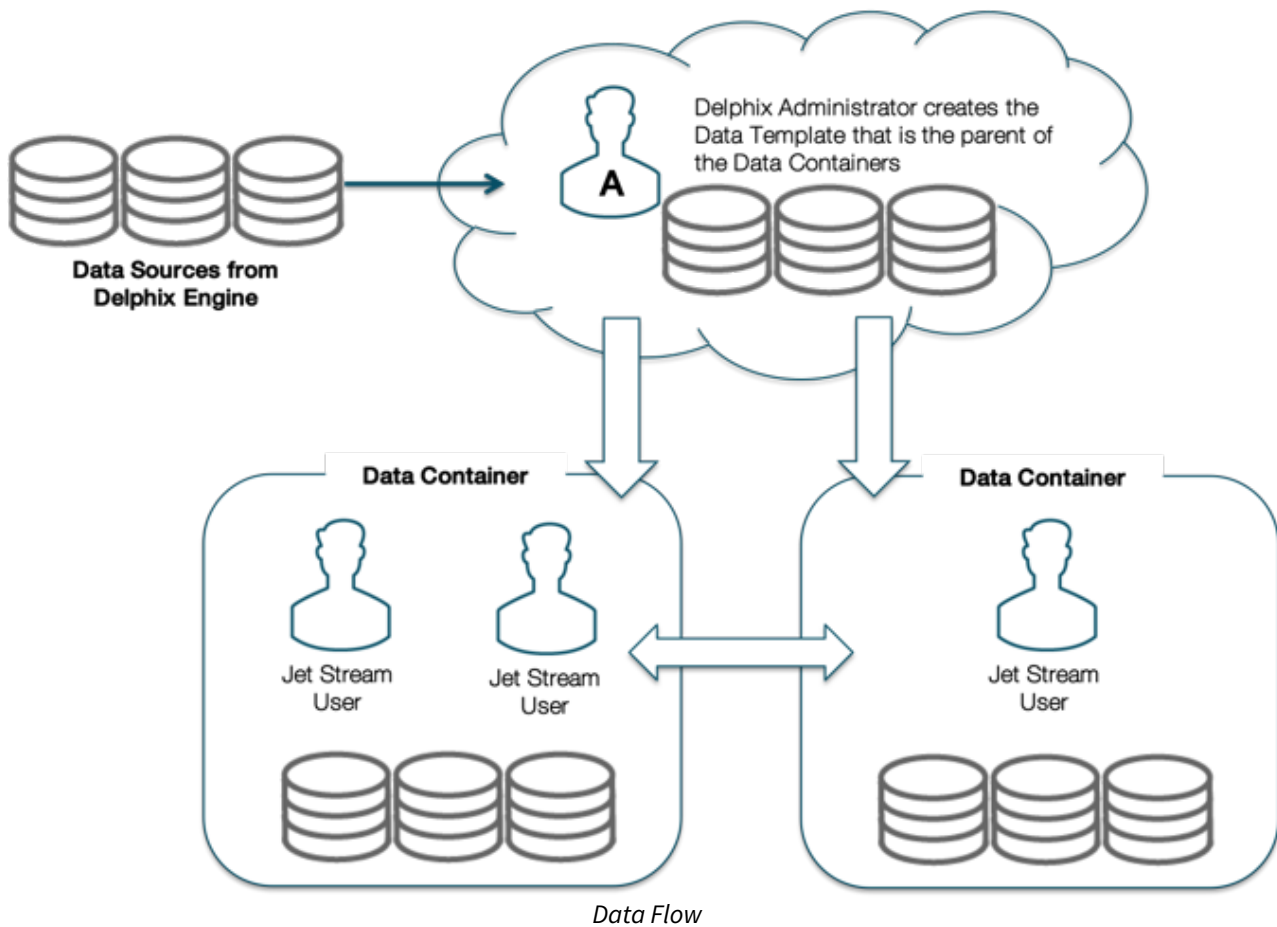 Delphix Administrator creates the
Data Template that is the parent of
the Data Containers
A
Data Sources from
Delphix Engine
Data Container
Data Container
Jet Stream
User
Jet Stream
User
Jet Stream
User
Data Flow